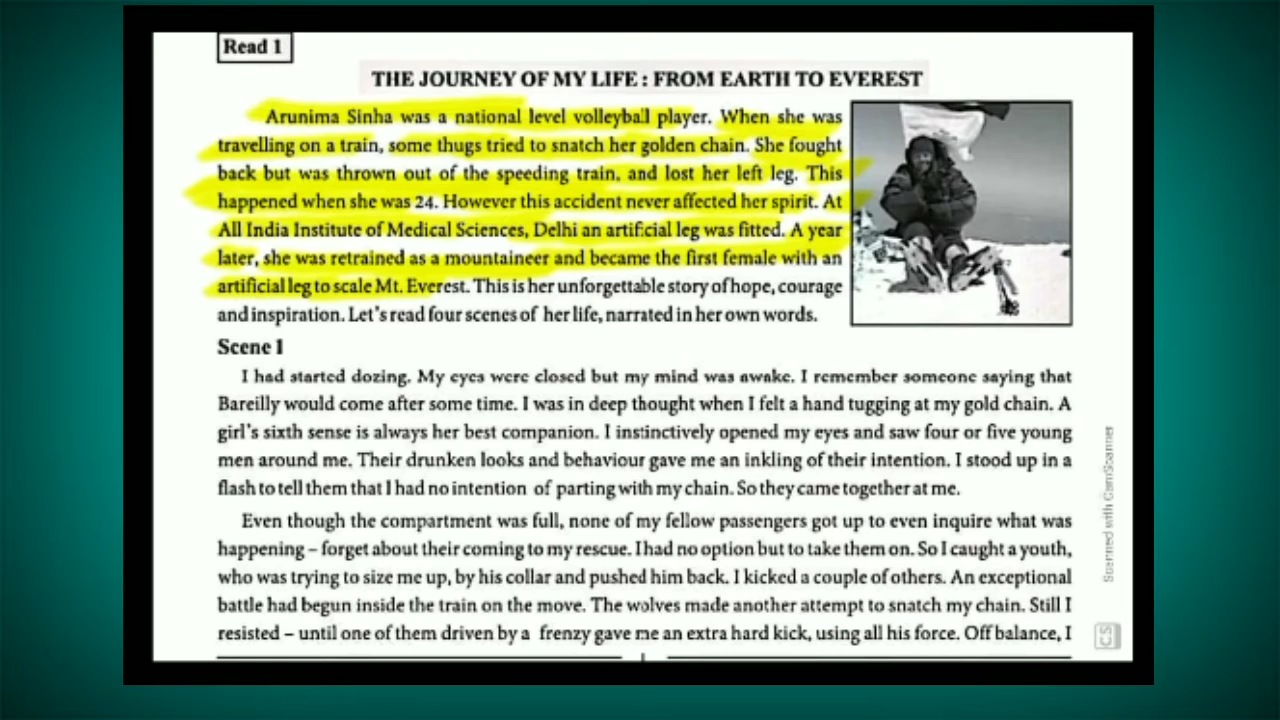 Read 1
THE JOURNEY OF MY LIFE : FROM EARTH TO EVEREST
Arunima Sinha was a national level volleyball player. When she was
travelling on a train, some thugs tried to snatch her golden chain. She fought
back but was thrown out of the speeding train, and lost her left leg. This
happened when she was 24. However this accident never affected her spirit. At
All India Institute of Medical Sciences, Delhi an artificial leg was fitted. A year
later, she was retrained as a mountaineer and became the first female with an
artificial leg to scale Mt. Everest. This is her unforgettable story of hope, courage
and inspiration. Let's read four scenes of her life, narrated in her own words.
Scene 1
I had started dozing. My eyes were closed but my mind was awake. I remember someone saying that
Bareilly would come after some time. I was in deep thought when I felt a hand tugging at my gold chain. A
girl's sixth sense is always her best companion. I instinctively opened my eyes and saw four or five young
men around me. Their drunken looks and behaviour gave me an inkling of their intention. I stood up in a
flash to tell them that I had no intention of parting with my chain. So they came together at me.
Even though the compartment was full, none of my fellow passengers got up to even inquire what was
happening – forget about their coming to my rescue. I had no option but to take them on. So I caught a youth,
who was trying to size me up, by his collar and pushed him back. I kicked a couple of others. An exceptional
battle had begun inside the train on the move. The wolves made another attempt to snatch my chain. Still I
resisted – until one of them driven by a frenzy gave me an extra hard kick, using all his force. Off balance, I
Scanned with CamScanner
CS